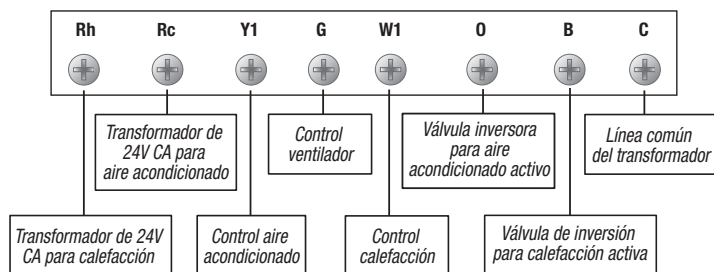 Rh Rc Y1 G W1 O B C
Transformador de
24V CA para
aire acondicionado
Control
ventilador
Válvula inversora
para aire
acondicionado activo
Línea común
del transformador
Transformador de 24V
CA para calefacción
Control aire
acondicionado
Control
calefacción
Válvula de inversión
para calefacción activa